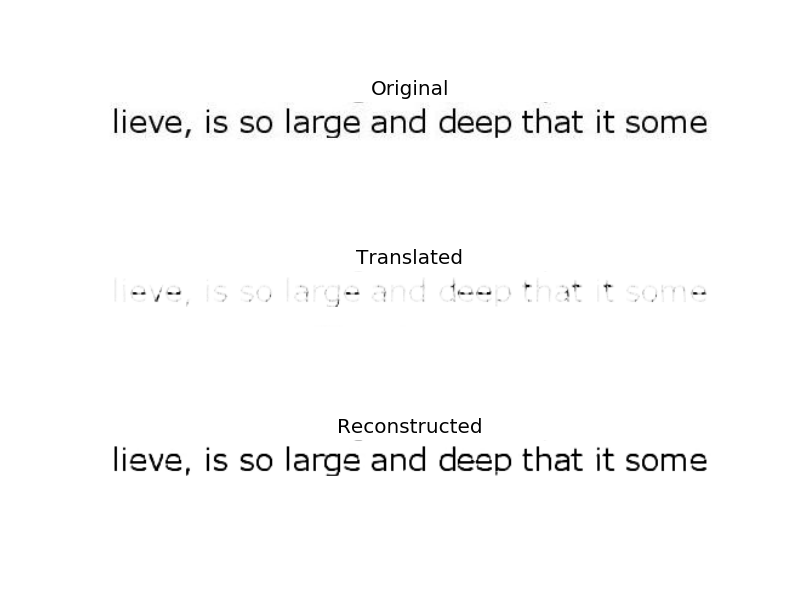 Original
lieve, is so large and deep that it some
Translated
lieve, is so large and deep that it some
Reconstructed
lieve, is so large and deep that it some